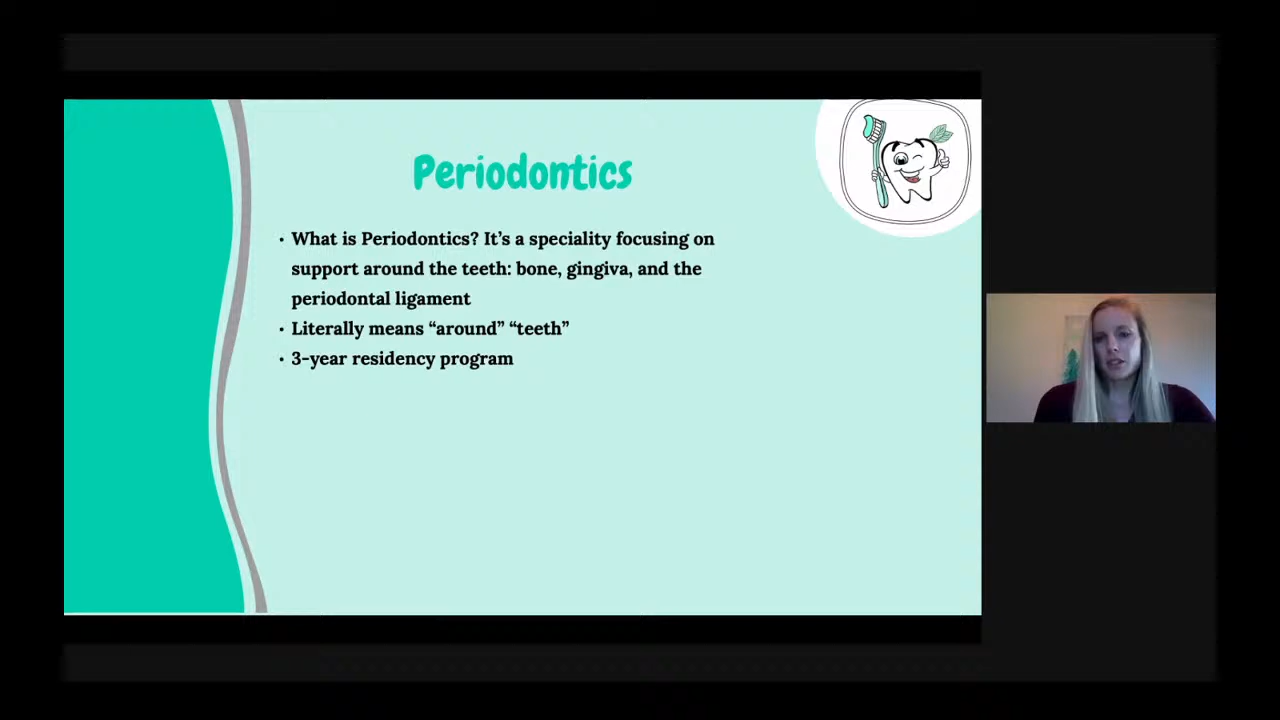 Periodontics
• What is Periodontics? It’s a speciality focusing on
support around the teeth: bone, gingiva, and the
periodontal ligament
• Literally means “around” “teeth”
• 3-year residency program